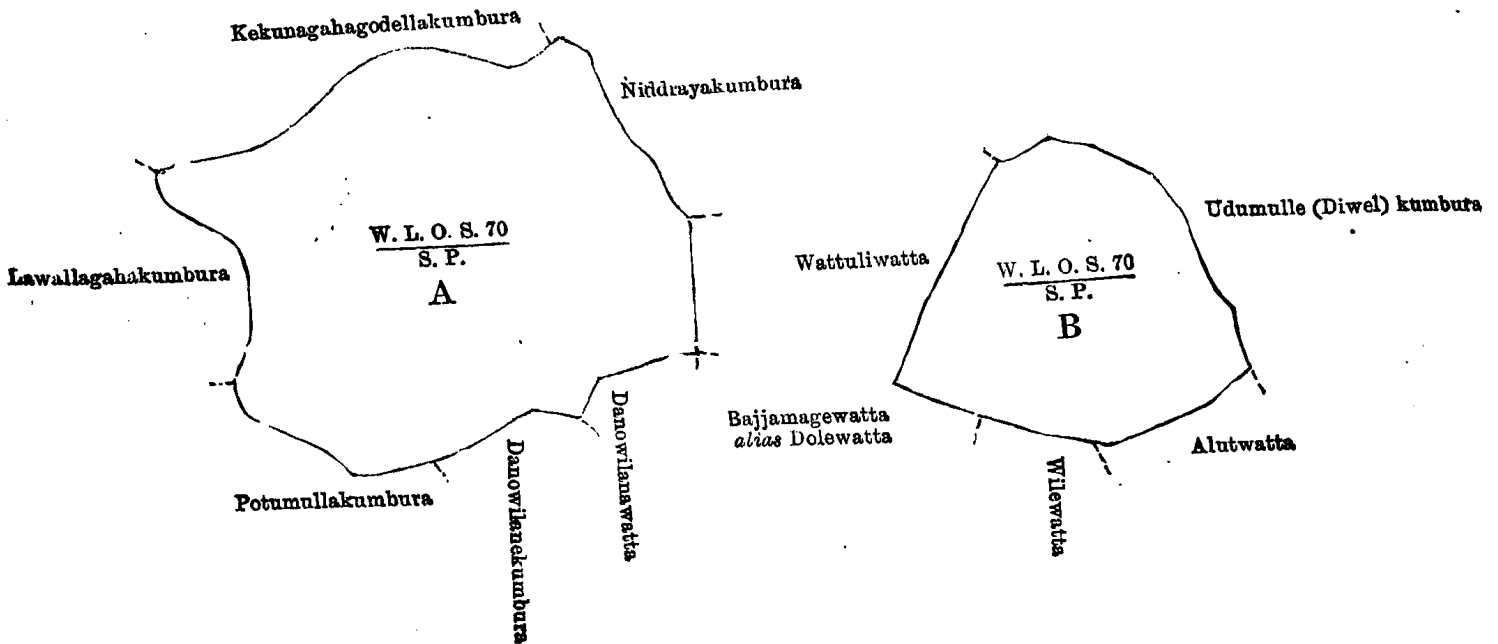 Kekunagahagodellakumbura
Niddrayakumbura
W. L. O. S. 70
S. P.
A
Lawallagahakumbura
Potumullakumbura
Danowilanekumbura
Danowilanawatta
Udumulle (Diwel) kumbura
Wattuliwatta
W. L. O. S. 70
S. P.
B
Bajjamagewatta
alias Dolewatta
Wilewatta
Alutwatta